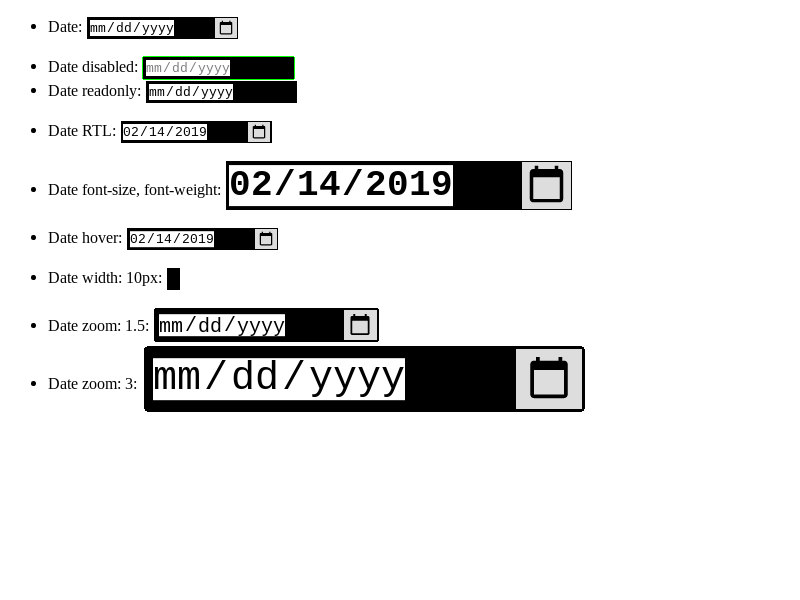 Date: mm/dd/yyyy
Date disabled: mm/dd/yyyy
Date readonly: mm/dd/yyyy
Date RTL: 02/14/2019
Date font-size, font-weight: 02/14/2019
Date hover: 02/14/2019
Date width: 10px:
Date zoom: 1.5: mm/dd/yyyy
Date zoom: 3: mm/dd/yyyy